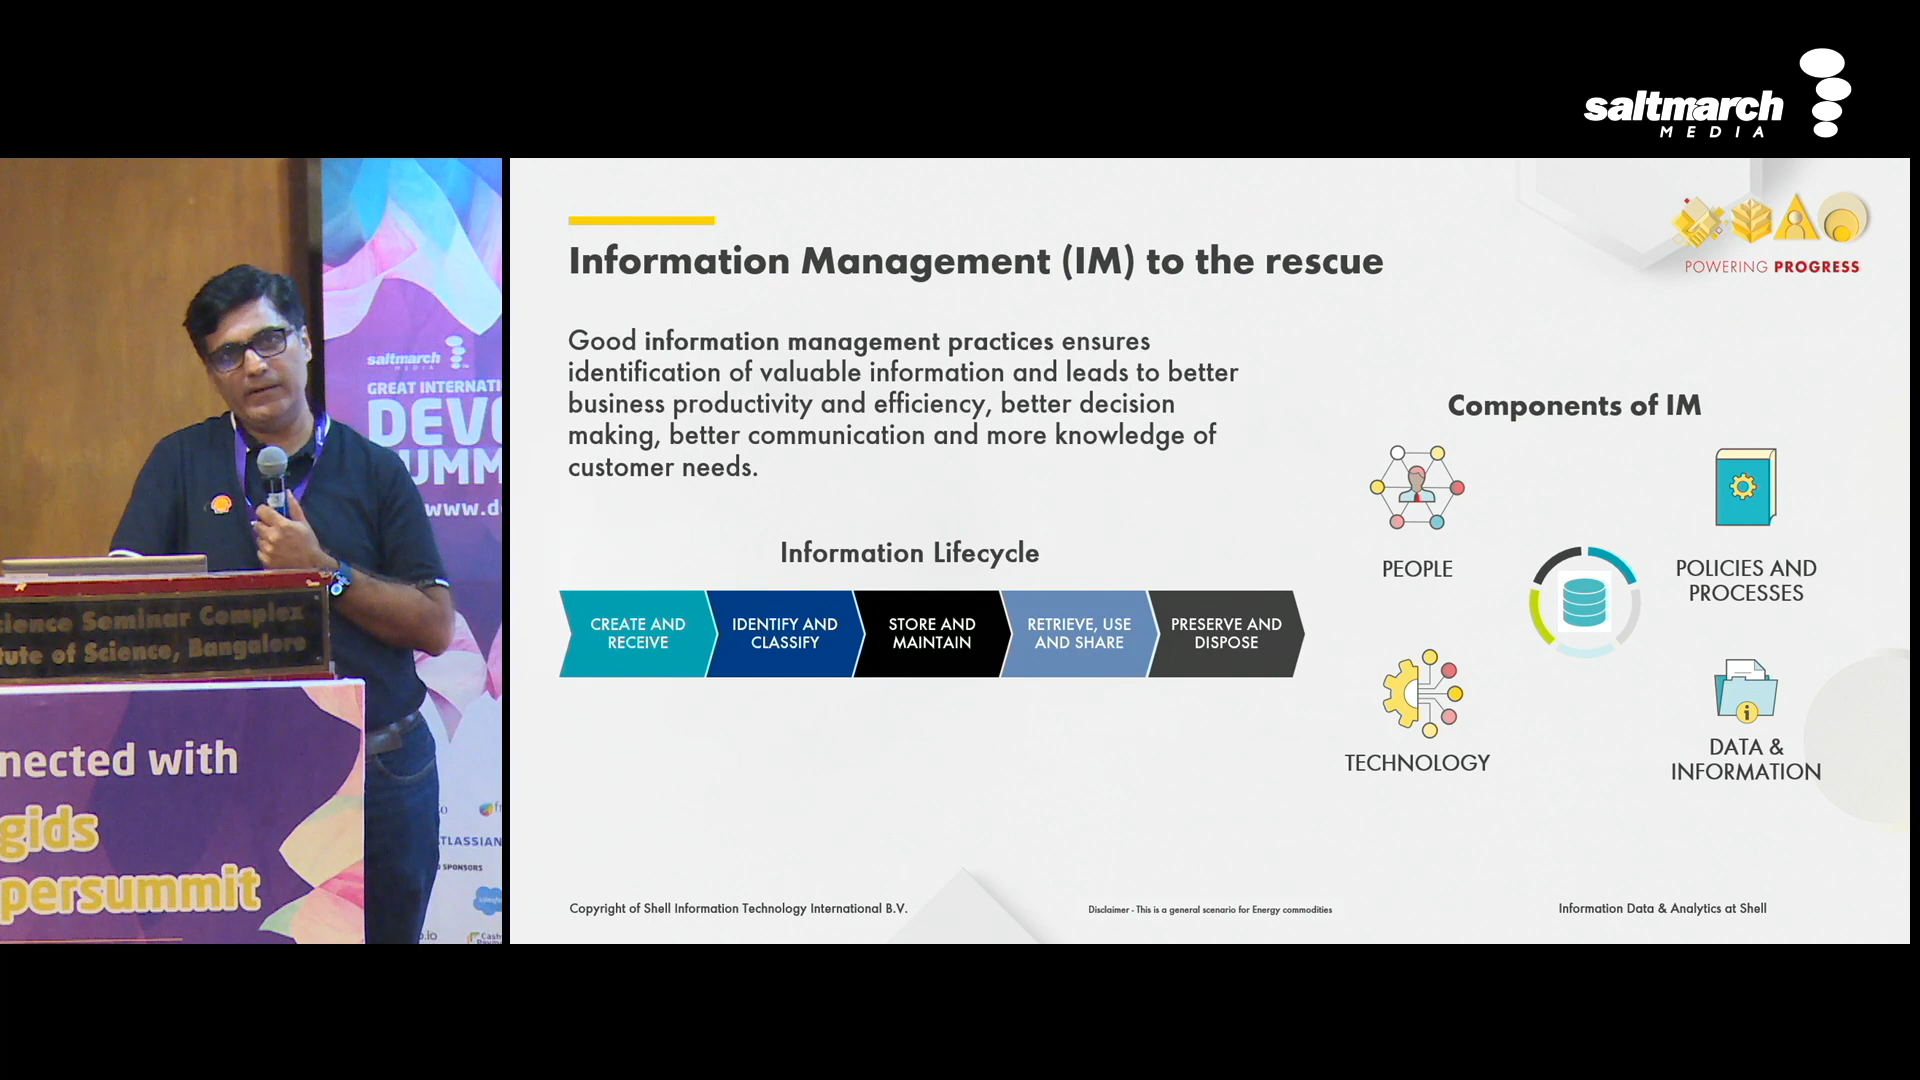 saltmarch
MEDIA
saltmarch
MEDIA
GREAT INTERNATI
DEVE
SUMM
www.d
cience Seminar Complex
tute of Science, Bangalore
nected with
gids
persummit
ATLASSIAN
SPONSORS
Information Management (IM) to the rescue
POWERING PROGRESS
Good information management practices ensures
identification of valuable information and leads to better
business productivity and efficiency, better decision
making, better communication and more knowledge of
customer needs.
Information Lifecycle
CREATE AND
RECEIVE
IDENTIFY AND
CLASSIFY
STORE AND
MAINTAIN
RETRIEVE, USE
AND SHARE
PRESERVE AND
DISPOSE
Components of IM
PEOPLE
POLICIES AND
PROCESSES
TECHNOLOGY
DATA &
INFORMATION
Copyright of Shell Information Technology International B.V.
Disclaimer - This is a general scenario for Energy commodities
Information Data & Analytics at Shell